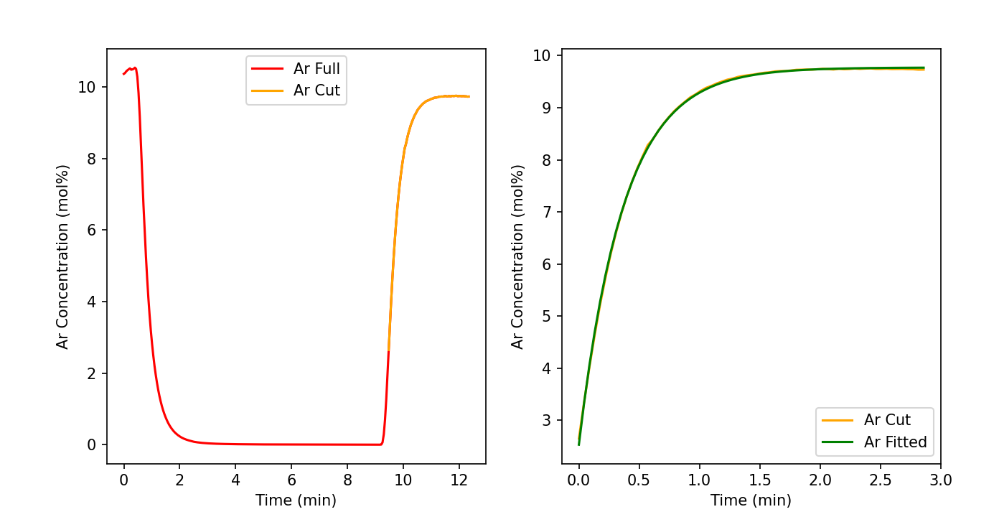 Ar Full
Ar Cut
10
8
6
4
2
0
Ar Concentration (mol%)
0 2 4 6 8 10 12
Time (min)
10
9
8
7
6
5
4
3
Ar Concentration (mol%)
Ar Cut
Ar Fitted
0.0 0.5 1.0 1.5 2.0 2.5 3.0
Time (min)